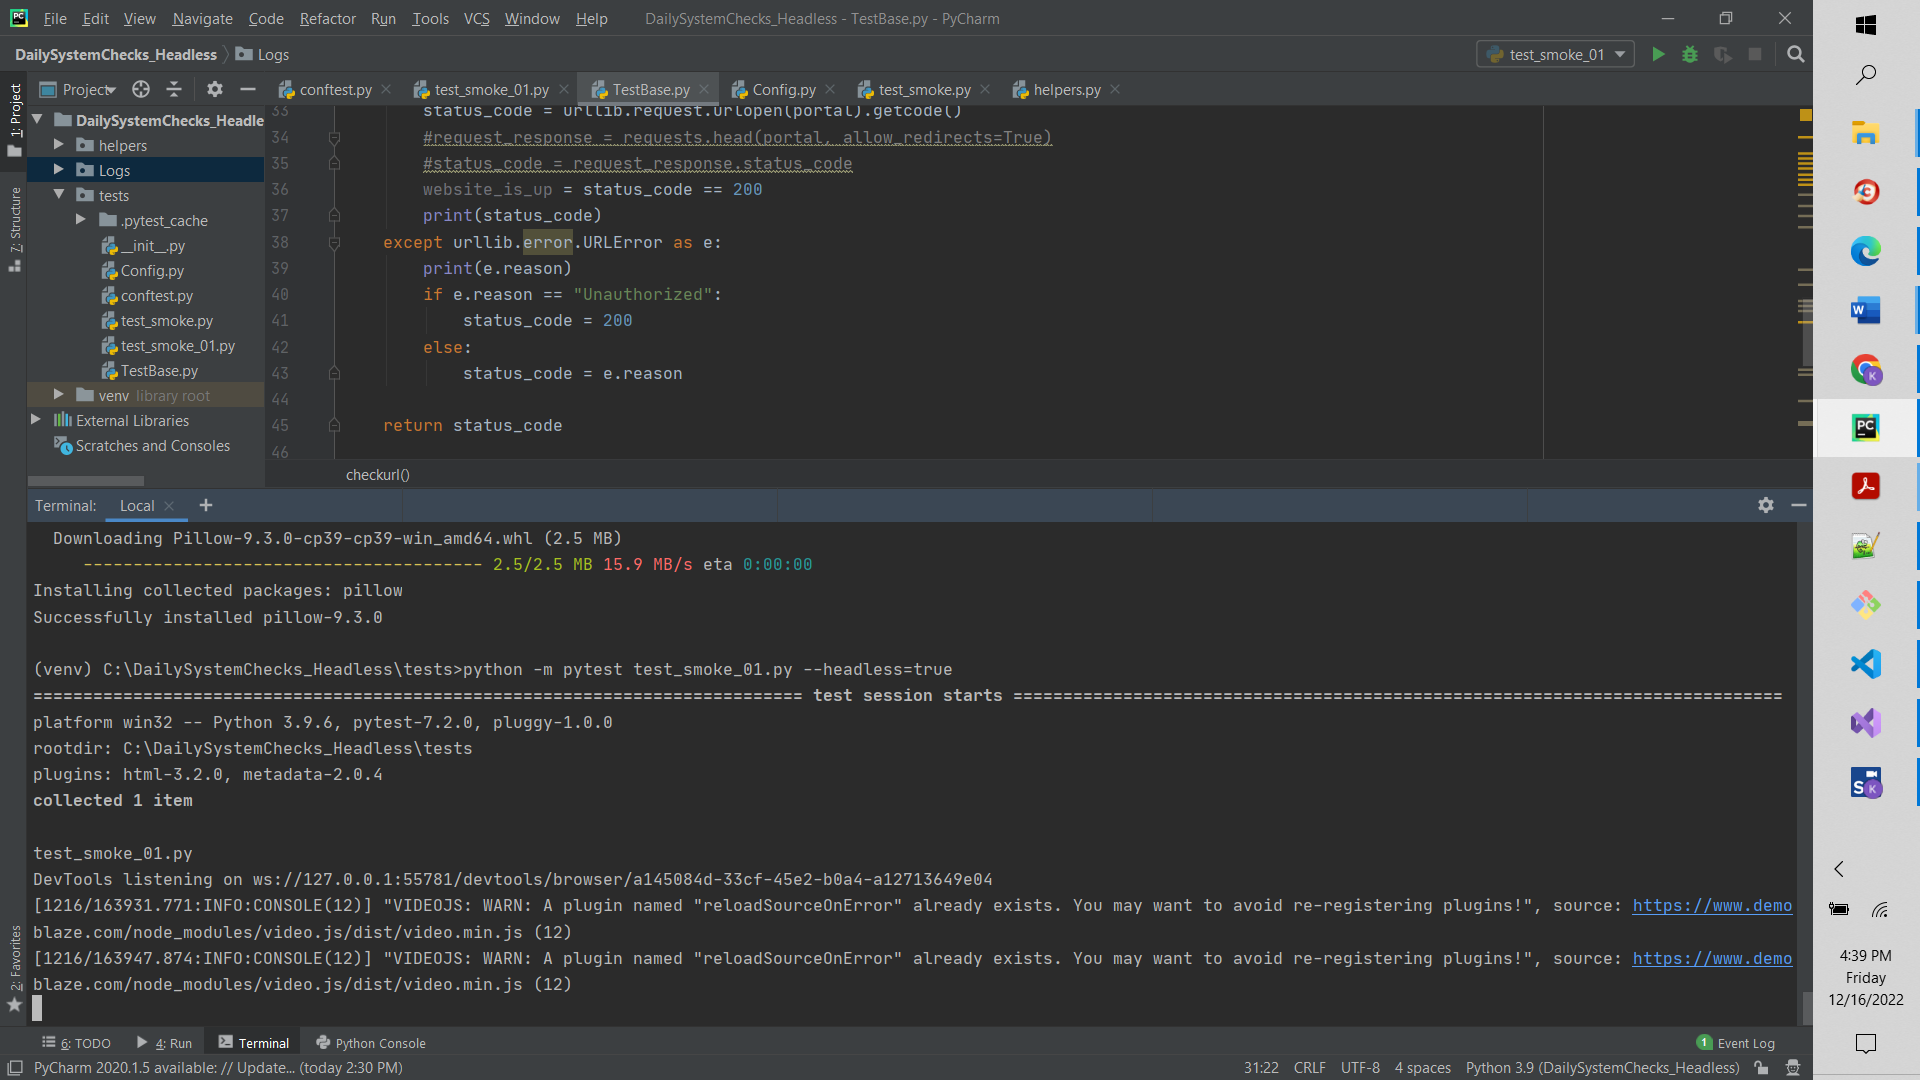 File Edit View Navigate Code Refactor Run Tools VCS Window Help DailySystemChecks_Headless - TestBase.py - PyCharm
DailySystemChecks_Headless Logs test_smoke_01
Project conftest.py test_smoke_01.py TestBase.py Config.py test_smoke.py helpers.py
1: Project
7: Structure
2: Favorites
DailySystemChecks_Headle
helpers
Logs
tests
.pytest_cache
__init__.py
Config.py
conftest.py
test_smoke.py
test_smoke_01.py
TestBase.py
venv library root
External Libraries
Scratches and Consoles
33 status_code = urllib.request.urlopen(portal).getcode()
34 #request_response = requests.head(portal, allow_redirects=True)
35 #status_code = request_response.status_code
36 website_is_up = status_code == 200
37 print(status_code)
38 except urllib.error.URLError as e:
39 print(e.reason)
40 if e.reason == "Unauthorized":
41 status_code = 200
42 else:
43 status_code = e.reason
44
45 return status_code
46
checkurl()
Terminal: Local +
Downloading Pillow-9.3.0-cp39-cp39-win_amd64.whl (2.5 MB)
---------------------------------------- 2.5/2.5 MB 15.9 MB/s eta 0:00:00
Installing collected packages: pillow
Successfully installed pillow-9.3.0
(venv) C:\DailySystemChecks_Headless\tests>python -m pytest test_smoke_01.py --headless=true
============================================================================= test session starts =============================================================================
platform win32 -- Python 3.9.6, pytest-7.2.0, pluggy-1.0.0
rootdir: C:\DailySystemChecks_Headless\tests
plugins: html-3.2.0, metadata-2.0.4
collected 1 item
test_smoke_01.py
DevTools listening on ws://127.0.0.1:55781/devtools/browser/a145084d-33cf-45e2-b0a4-a12713649e04
[1216/163931.771:INFO:CONSOLE(12)] "VIDEOJS: WARN: A plugin named "reloadSourceOnError" already exists. You may want to avoid re-registering plugins!", source: https://www.demo
blaze.com/node_modules/video.js/dist/video.min.js (12)
[1216/163947.874:INFO:CONSOLE(12)] "VIDEOJS: WARN: A plugin named "reloadSourceOnError" already exists. You may want to avoid re-registering plugins!", source: https://www.demo
blaze.com/node_modules/video.js/dist/video.min.js (12)
6: TODO 4: Run Terminal Python Console 1 Event Log
PyCharm 2020.1.5 available: // Update... (today 2:30 PM) 31:22 CRLF UTF-8 4 spaces Python 3.9 (DailySystemChecks_Headless)
4:39 PM
Friday
12/16/2022